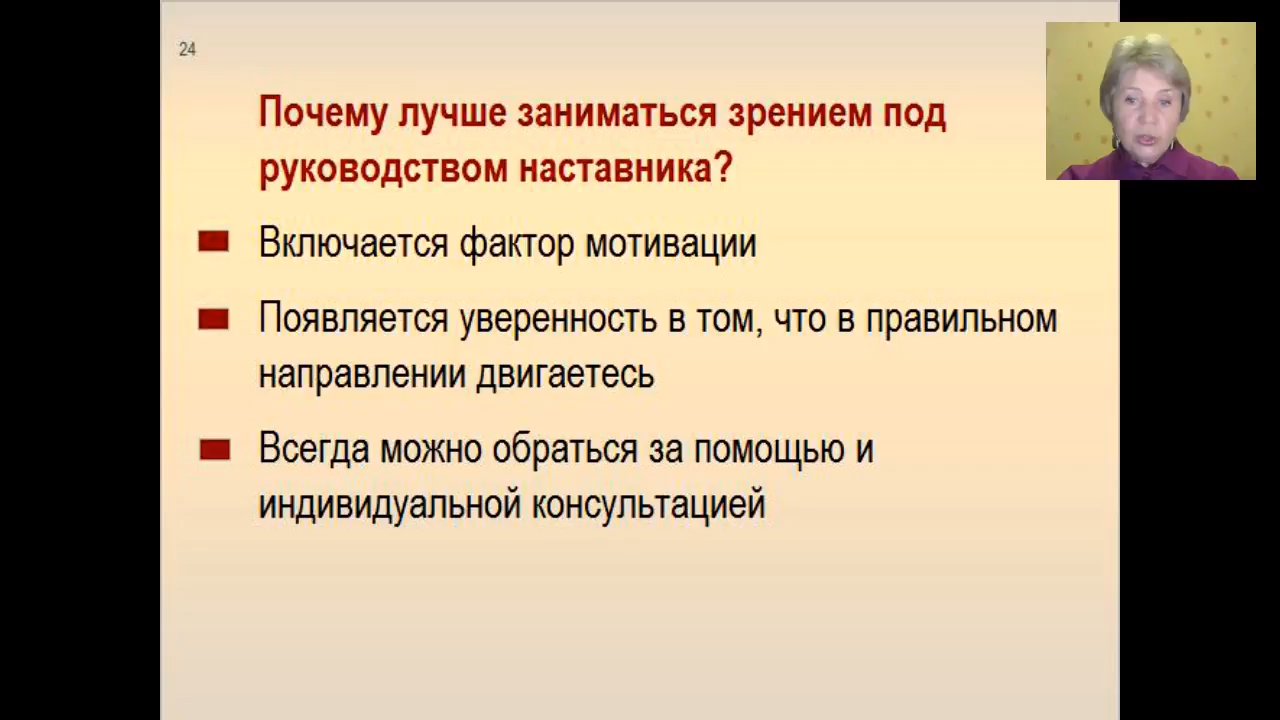 24
Почему лучше заниматься зрением под
руководством наставника?
Включается фактор мотивации
Появляется уверенность в том, что в правильном
направлении двигаетесь
Всегда можно обраться за помощью и
индивидуальной консультацией